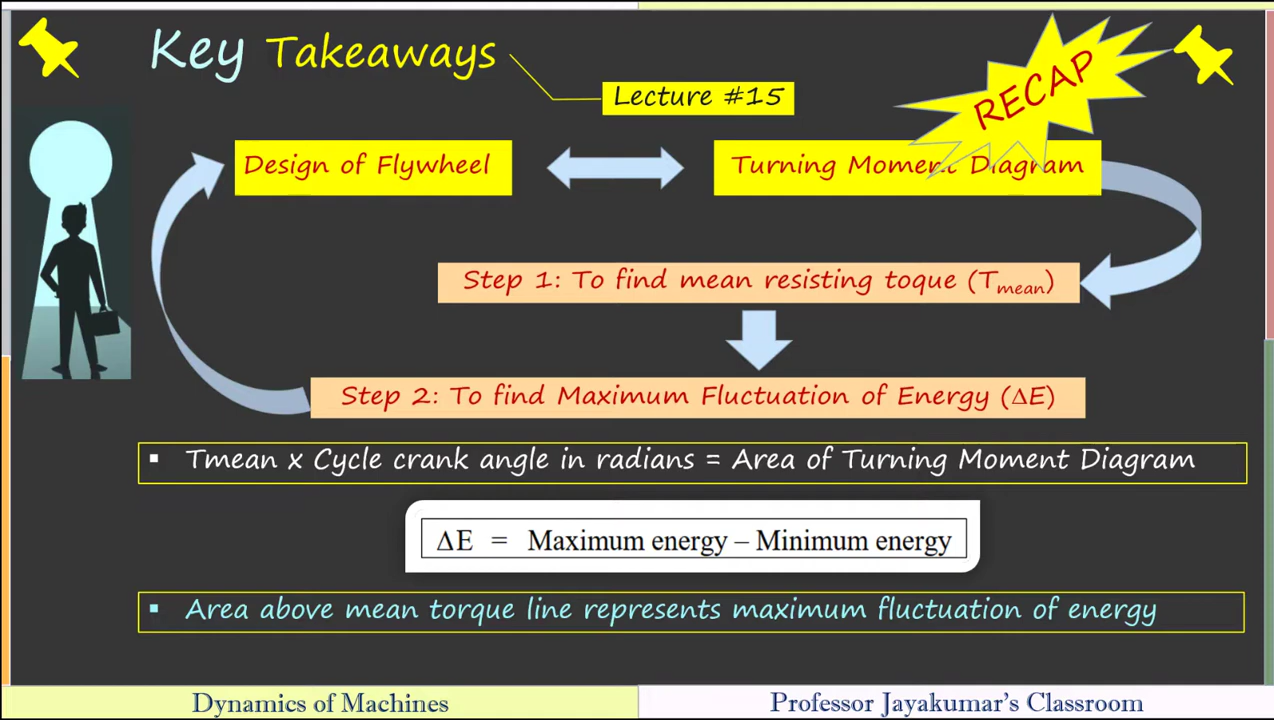 Key Takeaways
RECAP
Lecture #15
Design of Flywheel
Turning Moment Diagram
Step 1: To find mean resisting toque (Tmean)
Step 2: To find Maximum Fluctuation of Energy (ΔE)
▪ Tmean x Cycle crank angle in radians = Area of Turning Moment Diagram
ΔE = Maximum energy – Minimum energy
▪ Area above mean torque line represents maximum fluctuation of energy
Dynamics of Machines
Professor Jayakumar's Classroom